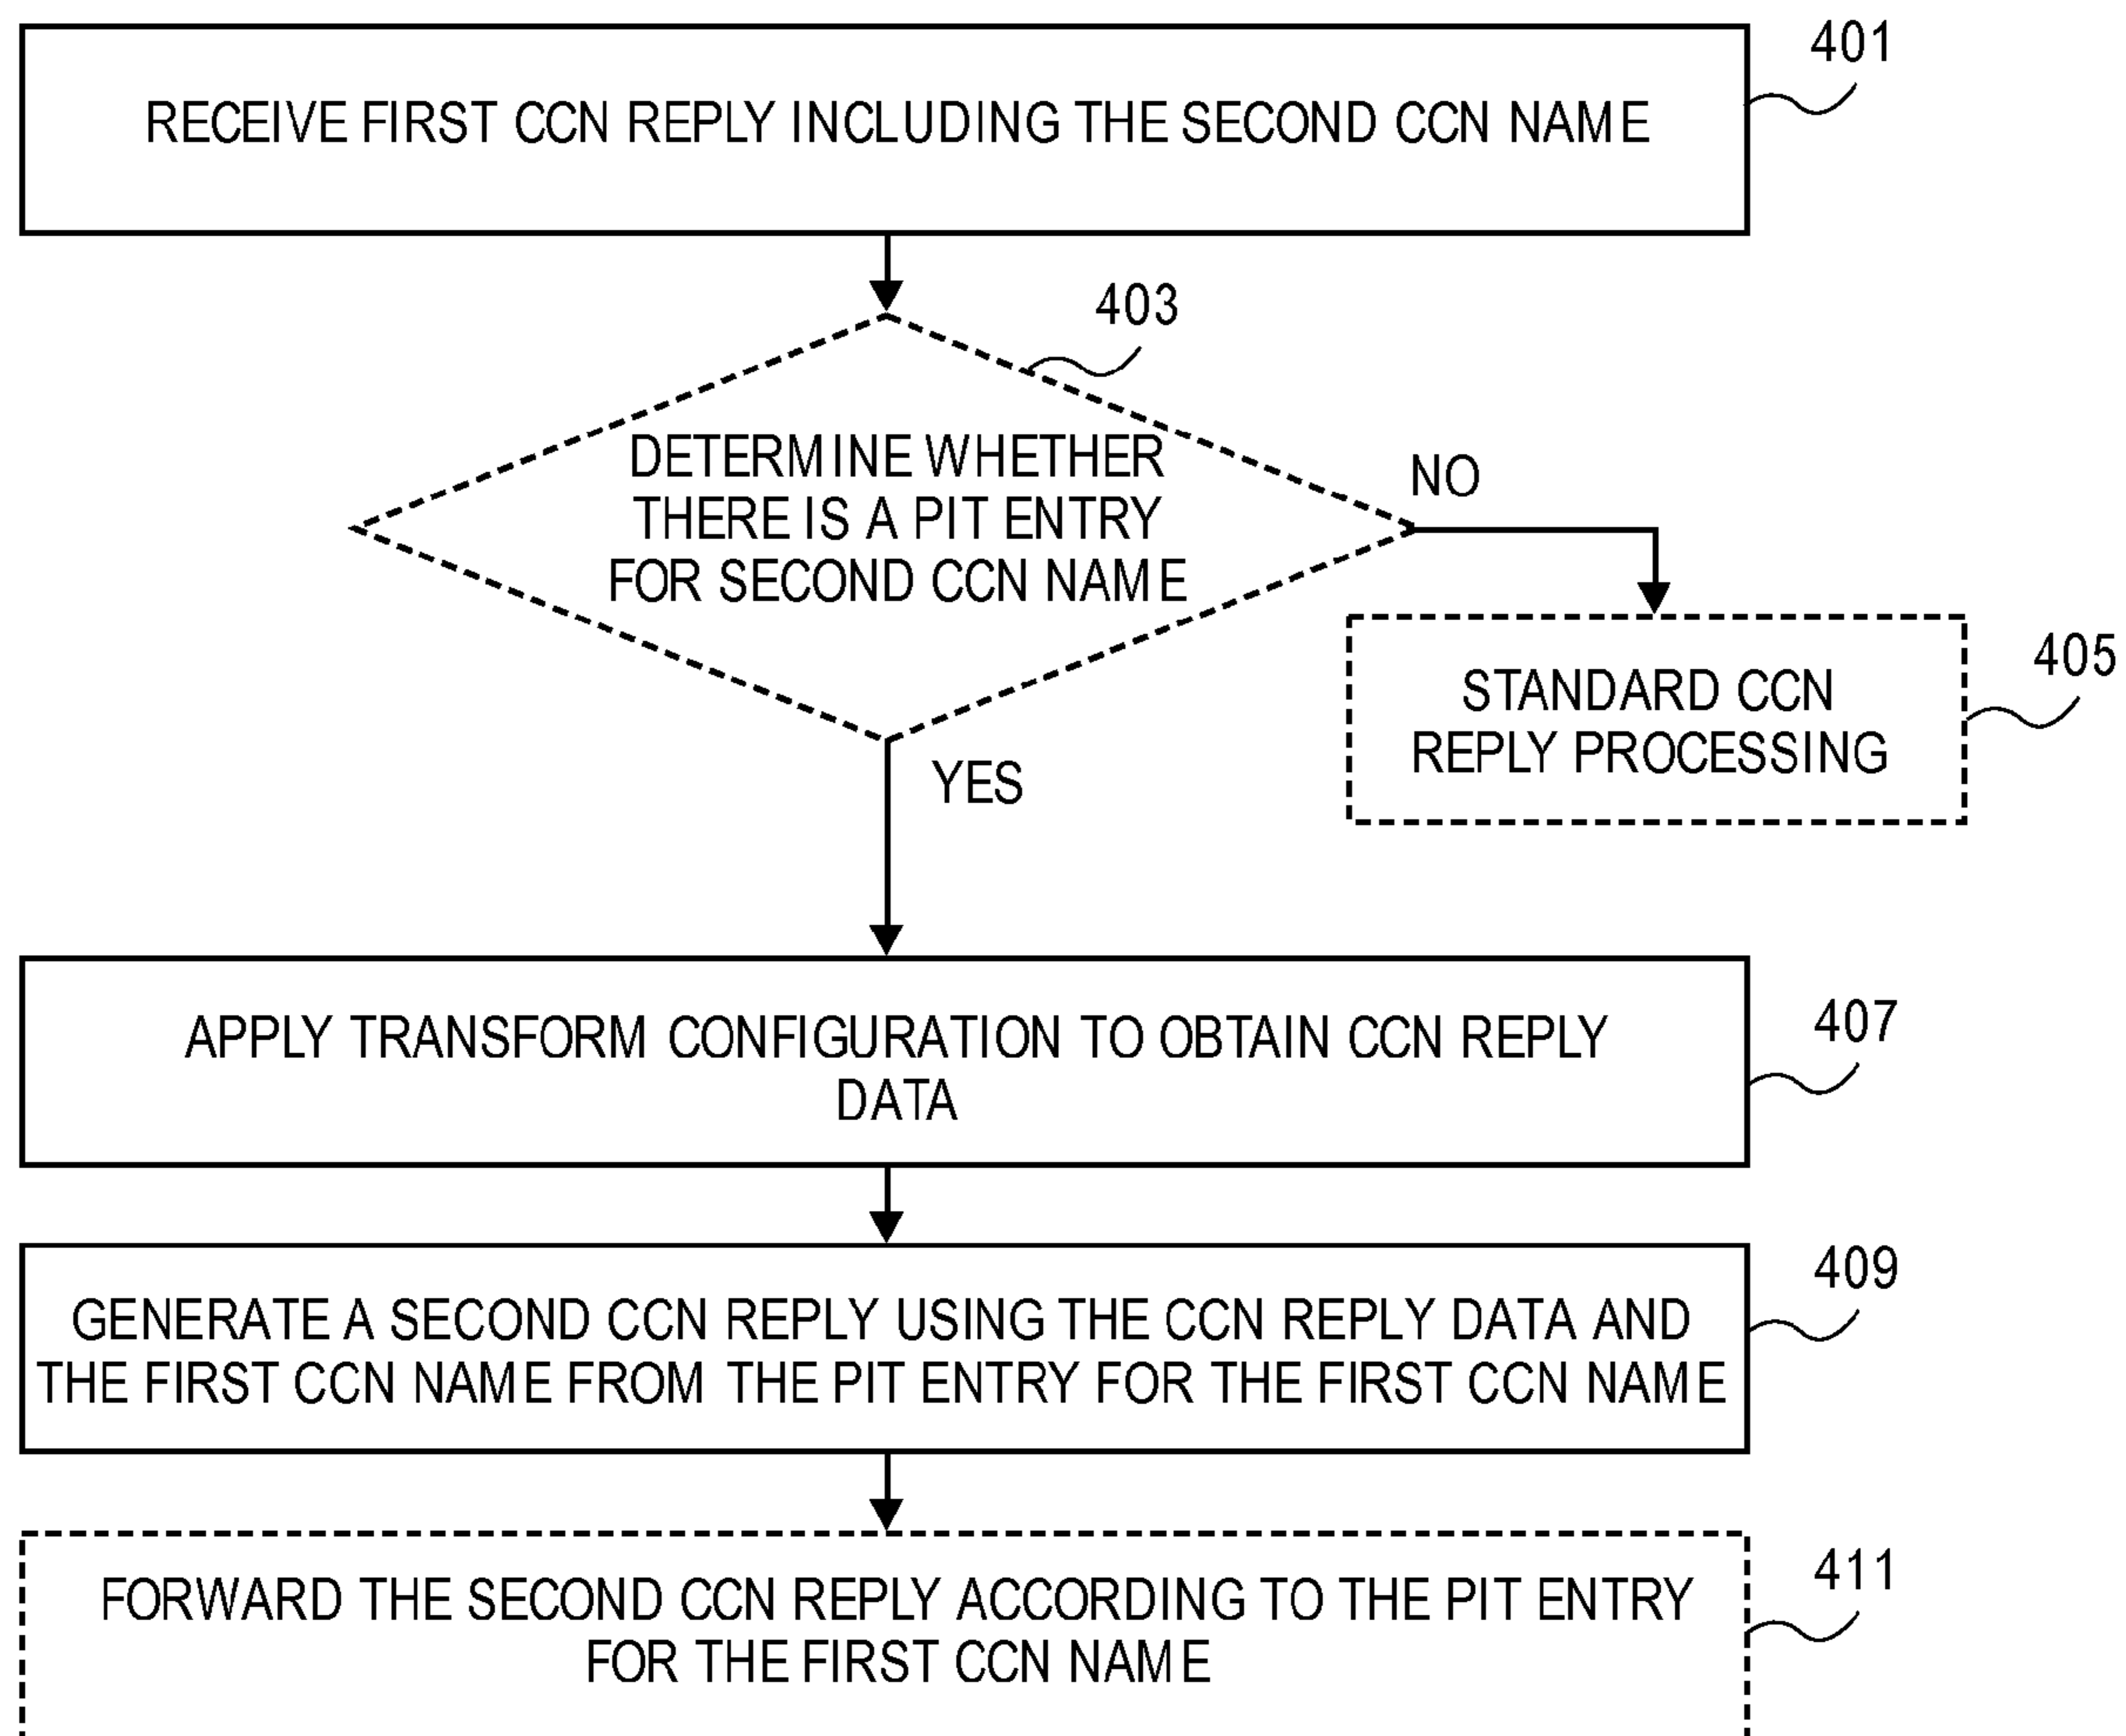 401
RECEIVE FIRST CCN REPLY INCLUDING THE SECOND CCN NAME
403
DETERMINE WHETHER
THERE IS A PIT ENTRY
FOR SECOND CCN NAME
NO
405
STANDARD CCN
REPLY PROCESSING
YES
407
APPLY TRANSFORM CONFIGURATION TO OBTAIN CCN REPLY
DATA
409
GENERATE A SECOND CCN REPLY USING THE CCN REPLY DATA AND
THE FIRST CCN NAME FROM THE PIT ENTRY FOR THE FIRST CCN NAME
411
FORWARD THE SECOND CCN REPLY ACCORDING TO THE PIT ENTRY
FOR THE FIRST CCN NAME